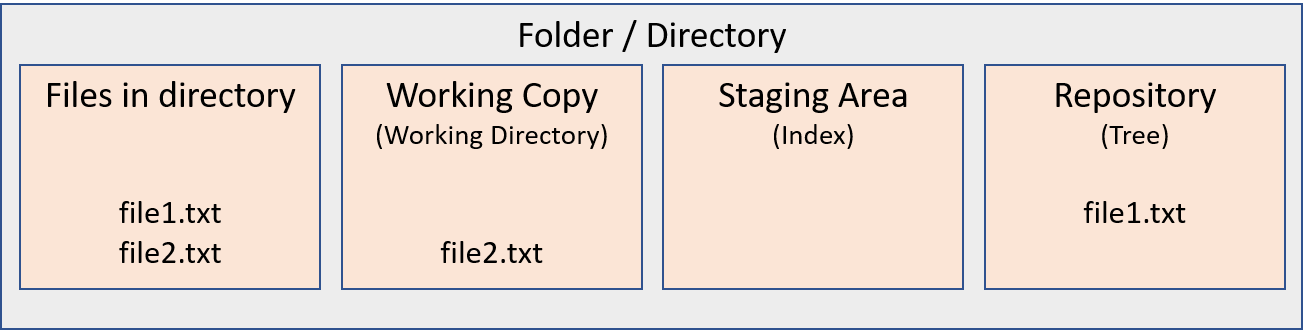 Folder / Directory
Files in directory
file1.txt
file2.txt
Working Copy
(Working Directory)
file2.txt
Staging Area
(Index)
Repository
(Tree)
file1.txt